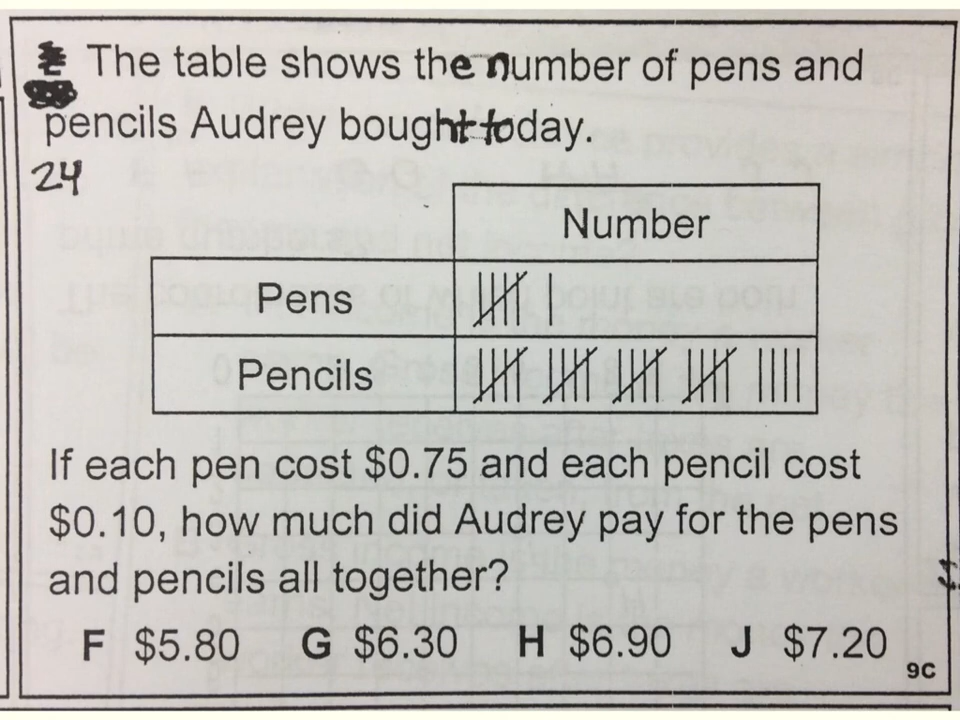 The table shows the number of pens and
pencils Audrey bought today.
24
Number
Pens
Pencils
If each pen cost $0.75 and each pencil cost
$0.10, how much did Audrey pay for the pens
and pencils all together?
F $5.80 G $6.30 H $6.90 J $7.20
9C